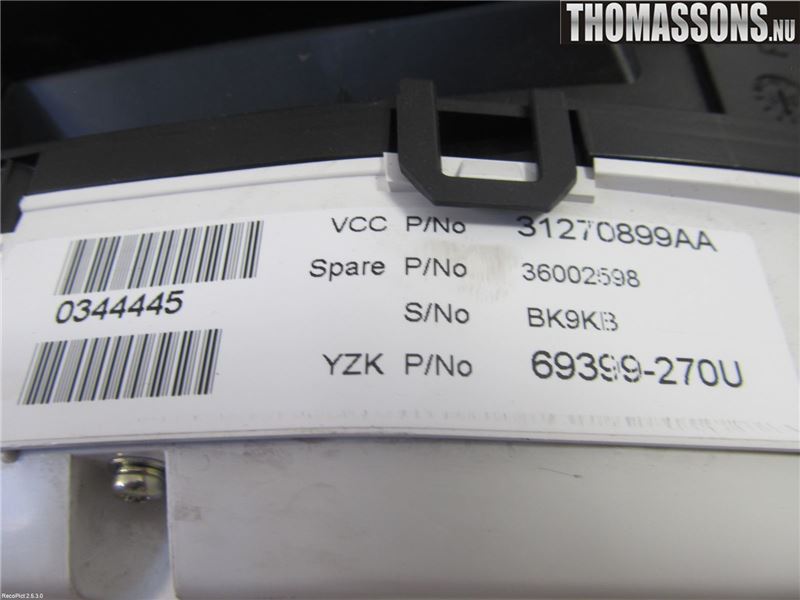 THOMASSONS.NU
VCC P/No 31270899AA
Spare P/No 36002598
0344445
S/No BK9KB
YZK P/No 69399-270U
RecoPict 2.5.3.0